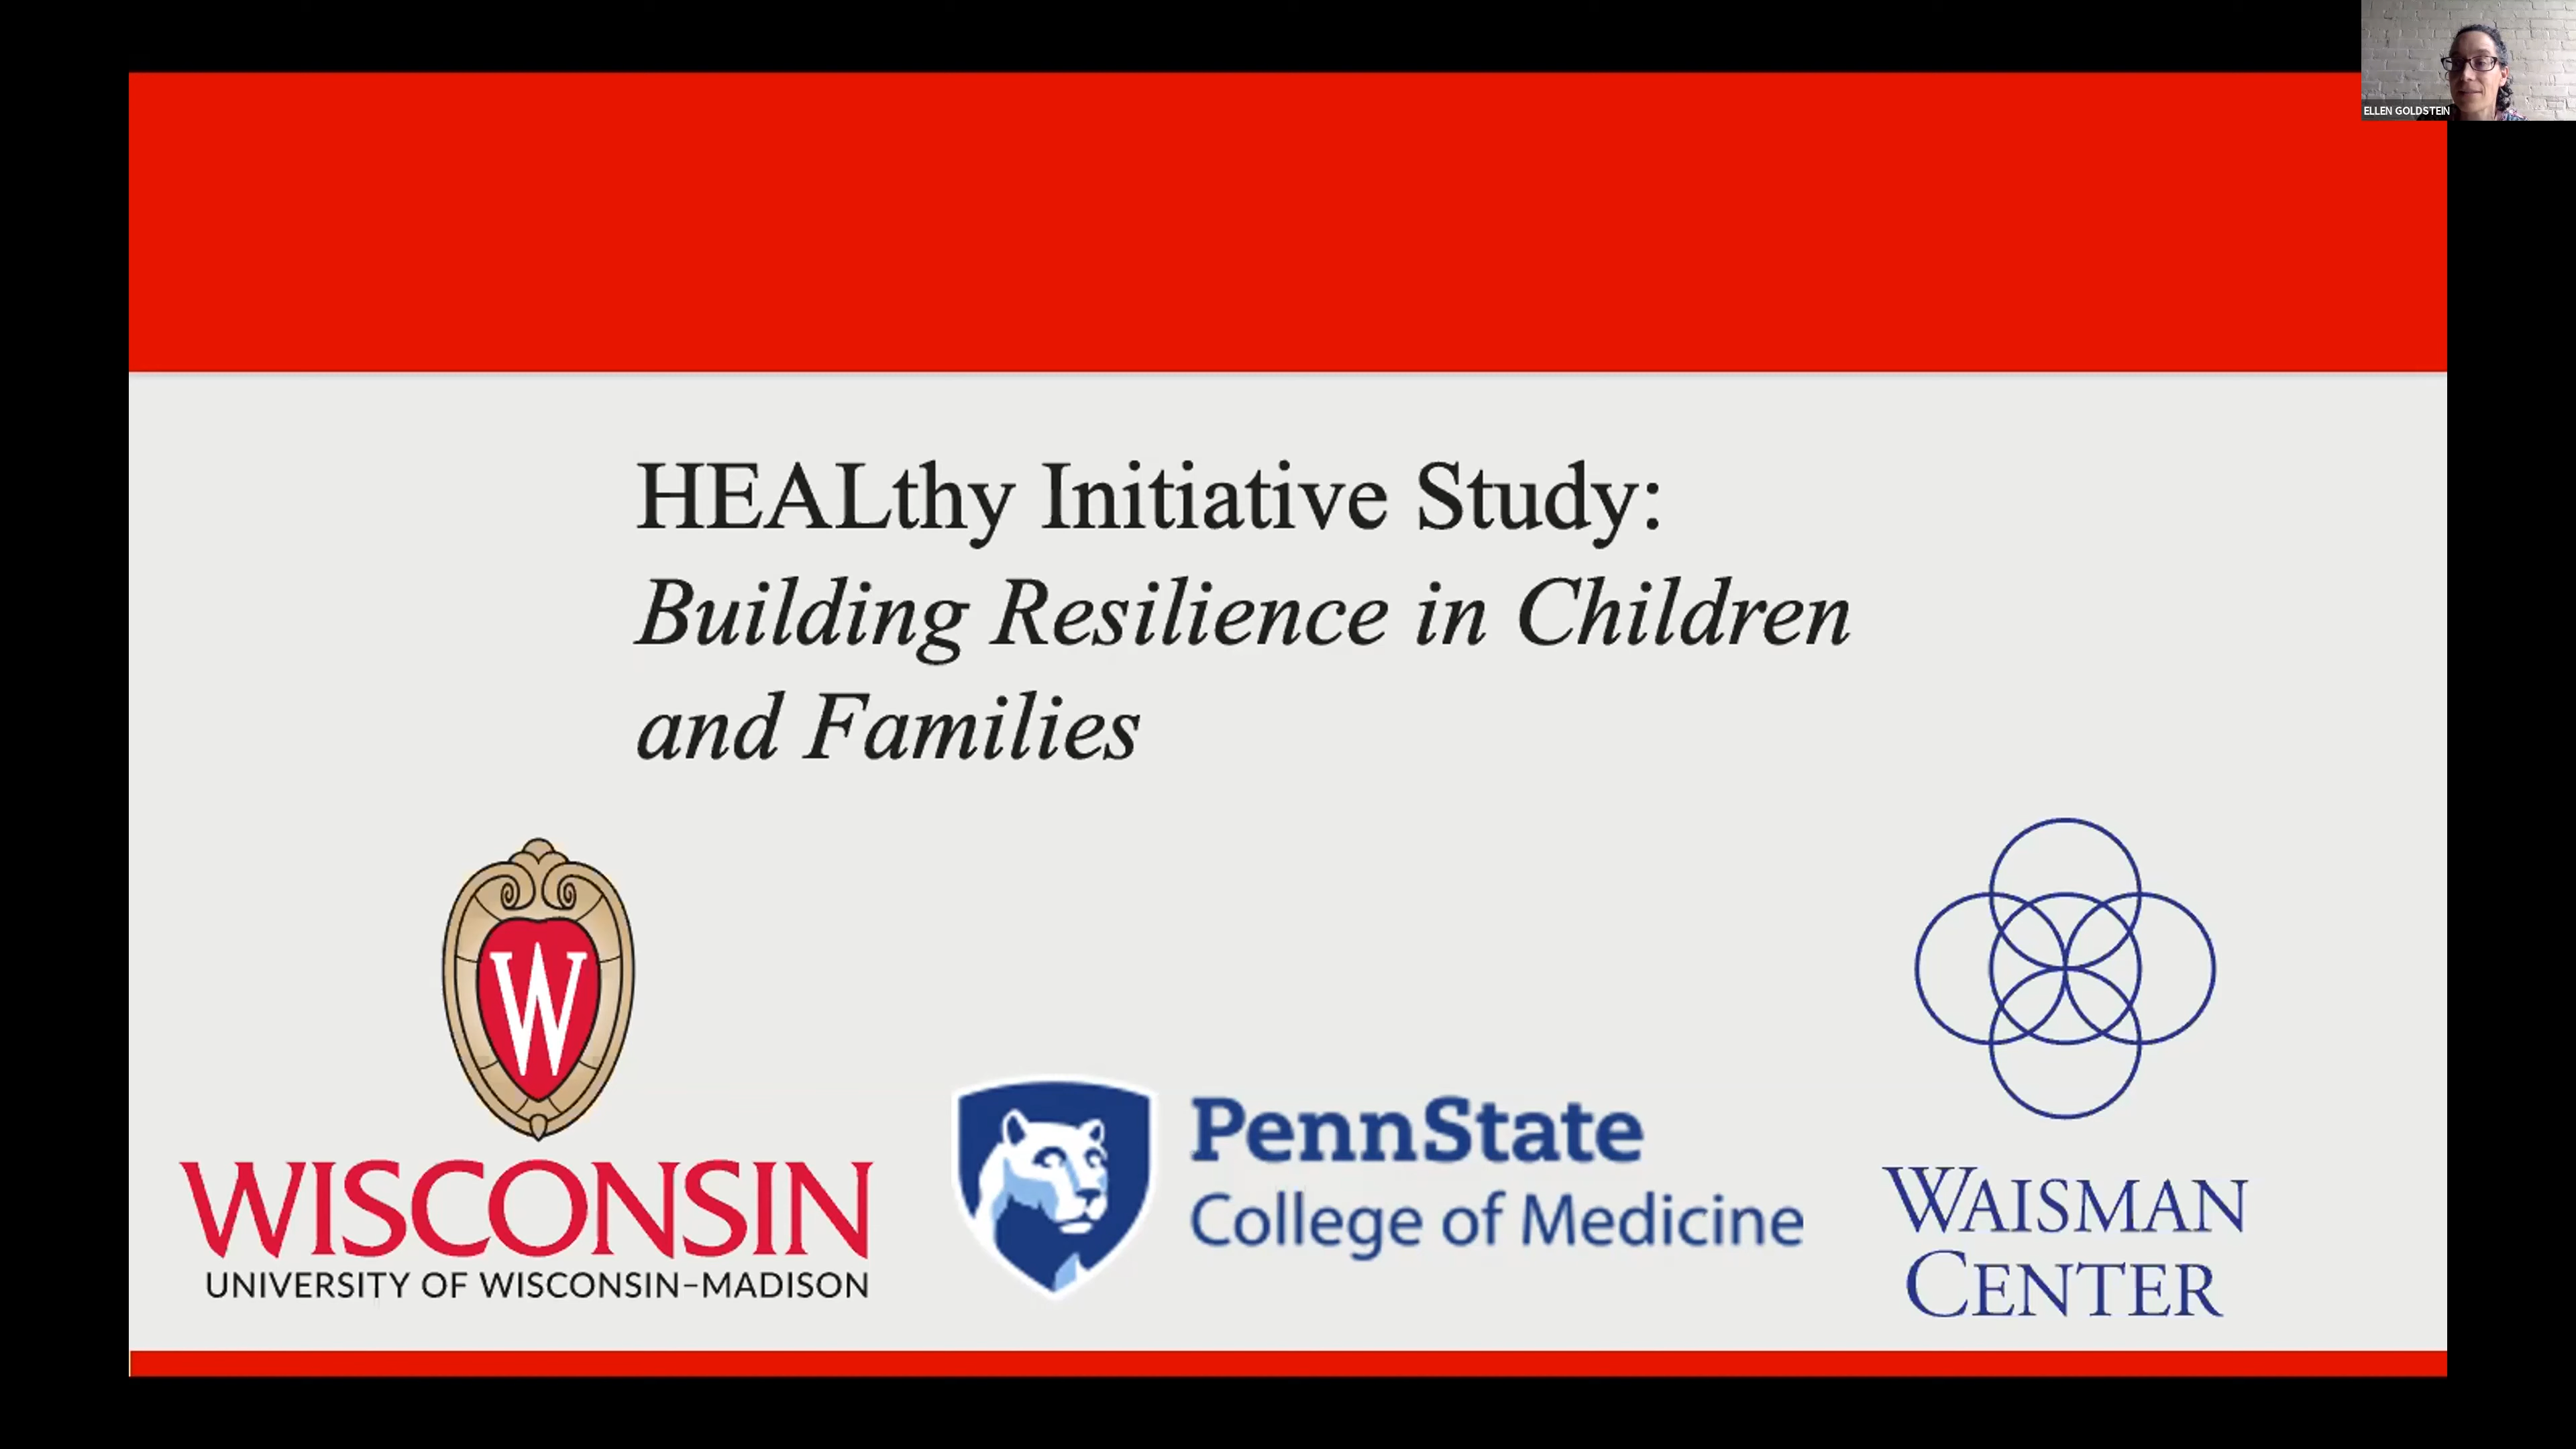 ELLEN GOLDSTEIN
HEALthy Initiative Study:
Building Resilience in Children
and Families
W
WISCONSIN
UNIVERSITY OF WISCONSIN–MADISON
PennState
College of Medicine
WAISMAN
CENTER